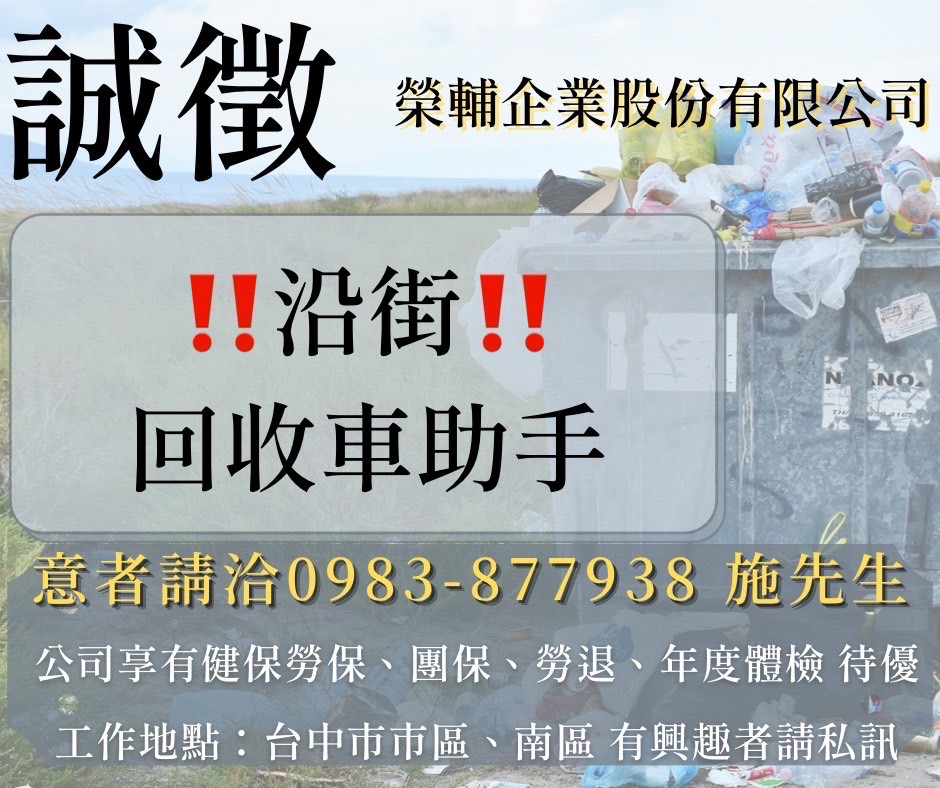 誠徵
榮輔企業股份有限公司
‼沿街‼
回收車助手
意者請洽0983-877938 施先生
公司享有健保勞保、團保、勞退、年度體檢 待優
工作地點：台中市市區、南區 有興趣者請私訊